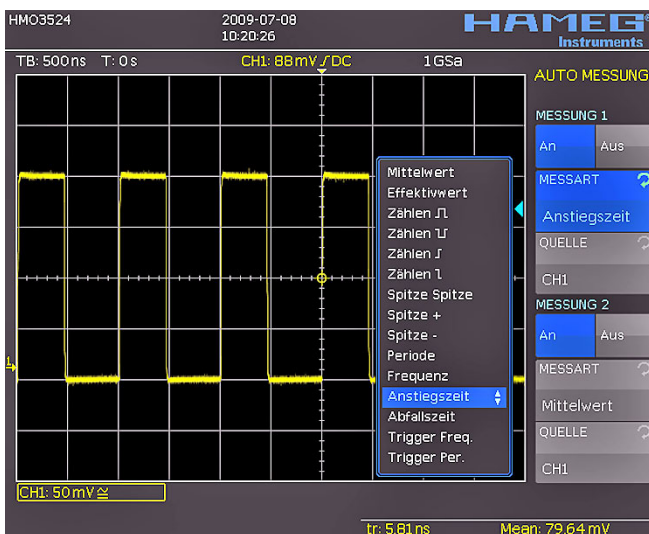 HMO3524
2009-07-08
10:20:26
HAMEG®
Instruments
TB: 500ns T: 0s CH1: 88mV ⎍ DC 1GSa
AUTO MESSUNG
MESSUNG 1
An Aus
MESSART
Anstiegszeit
QUELLE
CH1
MESSUNG 2
An Aus
MESSART
Mittelwert
QUELLE
CH1
Mittelwert
Effektivwert
Zählen
Zählen
Zählen
Zählen
Spitze Spitze
Spitze +
Spitze -
Periode
Frequenz
Anstiegszeit
Abfallszeit
Trigger Freq.
Trigger Per.
1
CH1: 50mV≅
tr: 5.81ns Mean: 79.64mV